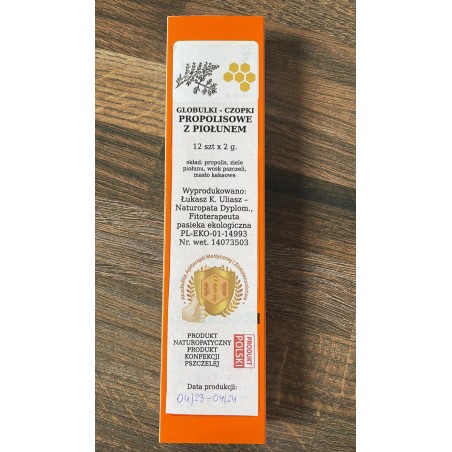 GLOBULKI - CZOPKI
PROPOLISOWE
Z PIOŁUNEM
12 szt x 2 g.
skład: propolis, ziele
piołunu, wosk pszczeli,
masło kakaowe
Wyprodukowano:
Łukasz K. Uliasz –
Naturopata Dyplom.,
Fitoterapeuta
pasieka ekologiczna
PL-EKO-01-14993
Nr. wet. 14073503
PRODUKT
NATUROPATYCZNY
PRODUKT
KONFEKCJI
PSZCZELEJ
PRODUKT
POLSKI
Data produkcji:
04/23-04/24